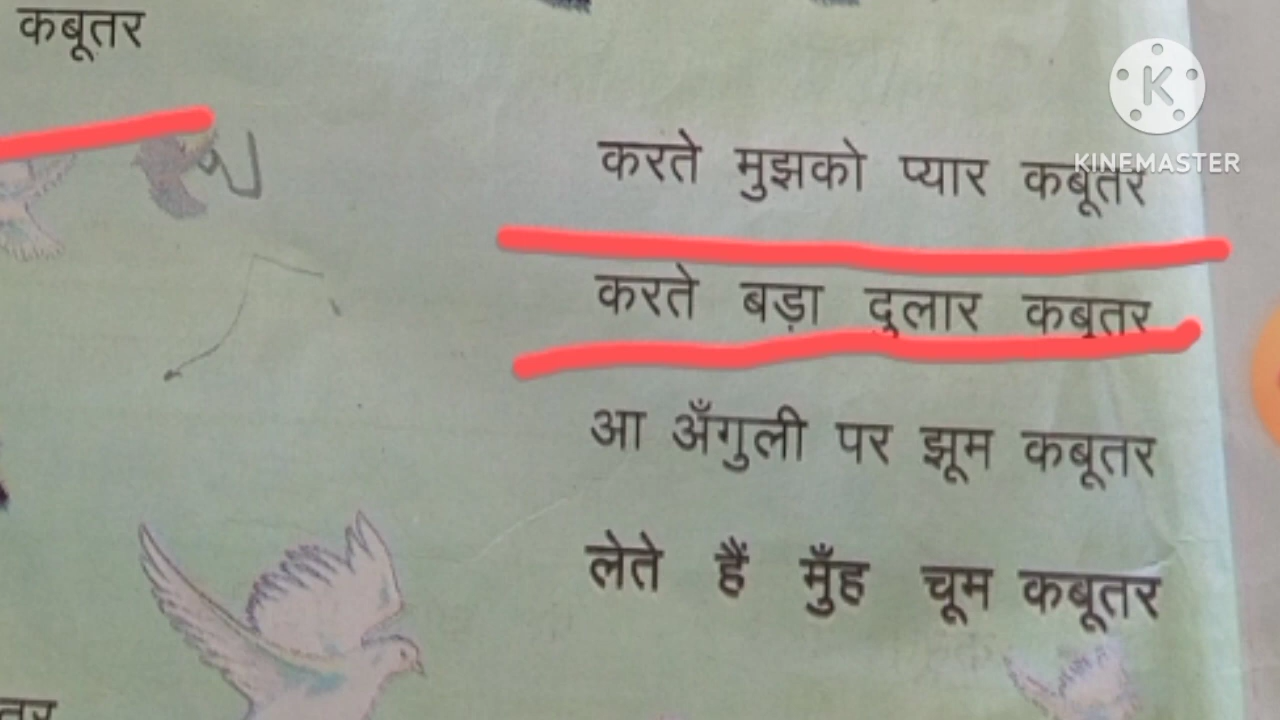 कबूतर
KINEMASTER
करते मुझको प्यार कबूतर
करते बड़ा दुलार कबूतर
आ अँगुली पर झूम कबूतर
लेते हैं मुँह चूम कबूतर